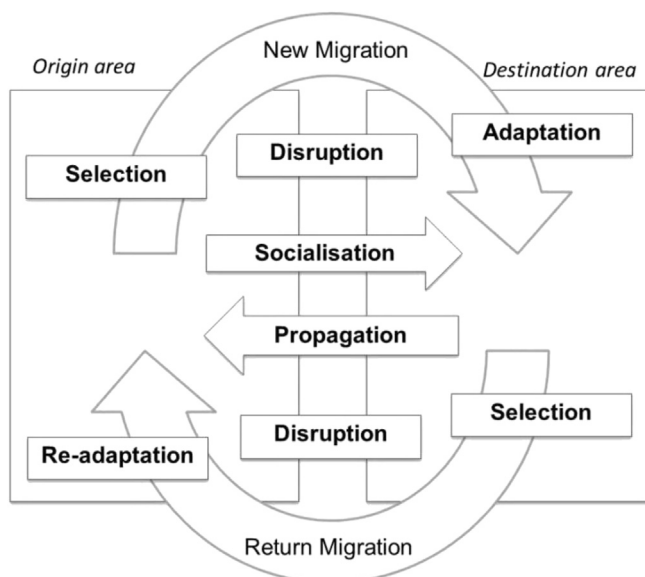 New Migration
Origin area
Destination area
Adaptation
Disruption
Selection
Socialisation
Propagation
Selection
Disruption
Re-adaptation
Return Migration